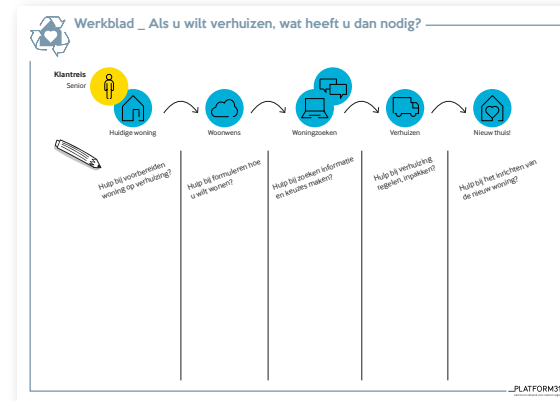 Werkblad _ Als u wilt verhuizen, wat heeft u dan nodig?
Klantreis
Senior
Huidige woning
Woonwens
Woningzoeken
Verhuizen
Nieuw thuis!
Hulp bij voorbereiden
woning op verhuizing?
Hulp bij formuleren hoe
u wilt wonen?
Hulp bij zoeken informatie
en keuzes maken?
Hulp bij verhuizing
regelen, inpakken?
Hulp bij het inrichten van
de nieuw woning?
PLATFORM31